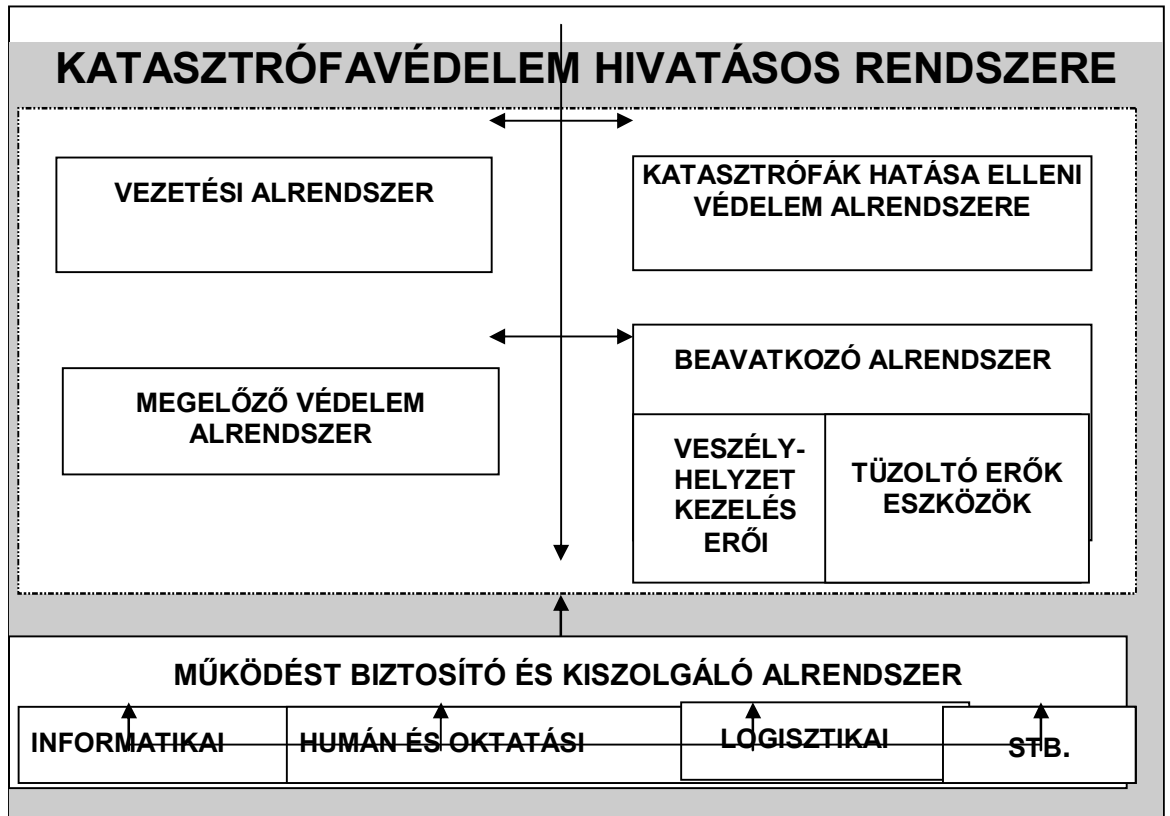 KATASZTRÓFAVÉDELEM HIVATÁSOS RENDSZERE
VEZETÉSI ALRENDSZER
KATASZTRÓFÁK HATÁSA ELLENI
VÉDELEM ALRENDSZERE
MEGELŐZŐ VÉDELEM
ALRENDSZER
BEAVATKOZÓ ALRENDSZER
VESZÉLY-
HELYZET
KEZELÉS
ERŐI
TÜZOLTÓ ERŐK
ESZKÖZÖK
MŰKÖDÉST BIZTOSÍTÓ ÉS KISZOLGÁLÓ ALRENDSZER
INFORMATIKAI
HUMÁN ÉS OKTATÁSI
LOGISZTIKAI
STB.